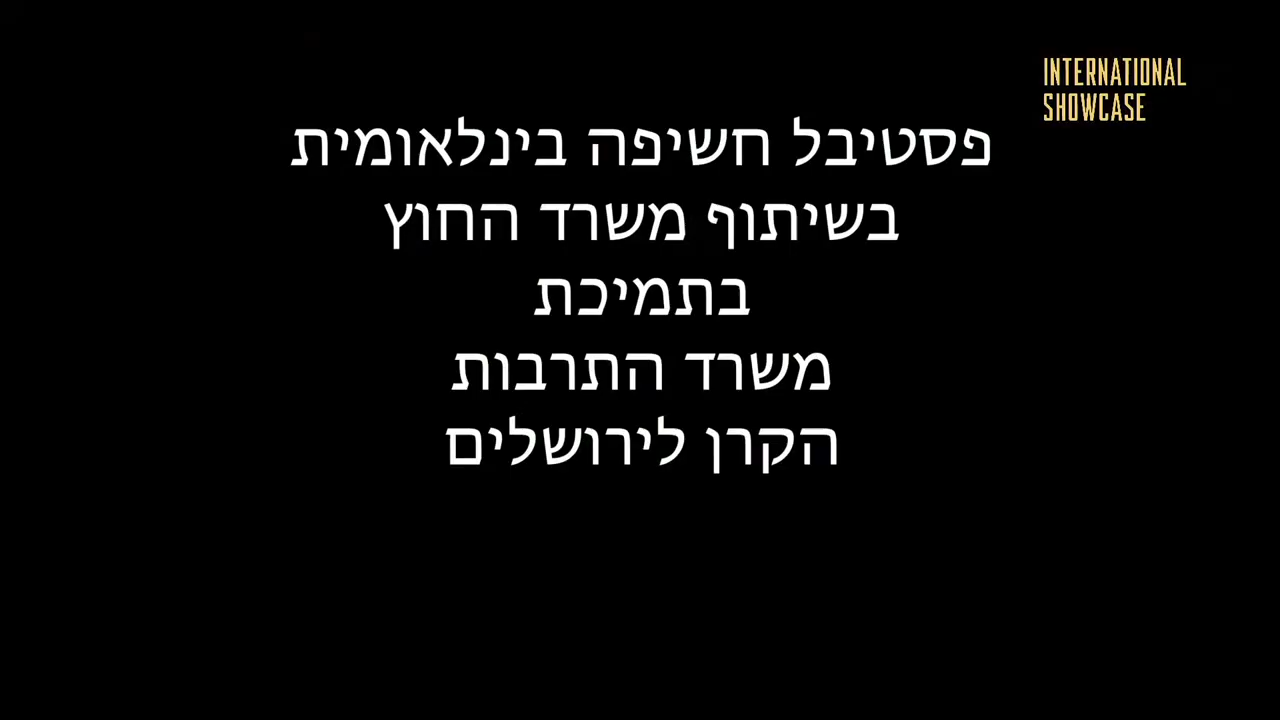 INTERNATIONAL
SHOWCASE
פסטיבל חשיפה בינלאומית
בשיתוף משרד החוץ
בתמיכת
משרד התרבות
הקרן לירושלים